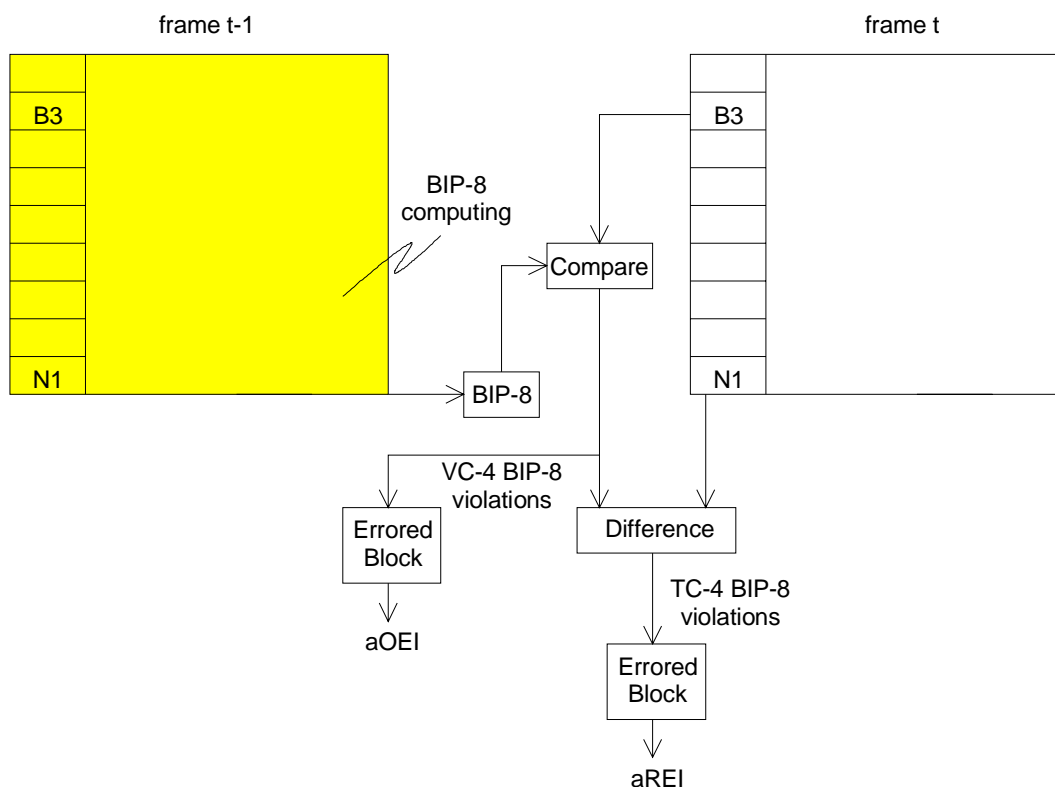 frame t-1
frame t
B3
B3
BIP-8
computing
Compare
N1
BIP-8
N1
VC-4 BIP-8
violations
Errored
Block
Difference
TC-4 BIP-8
violations
aOEI
Errored
Block
aREI